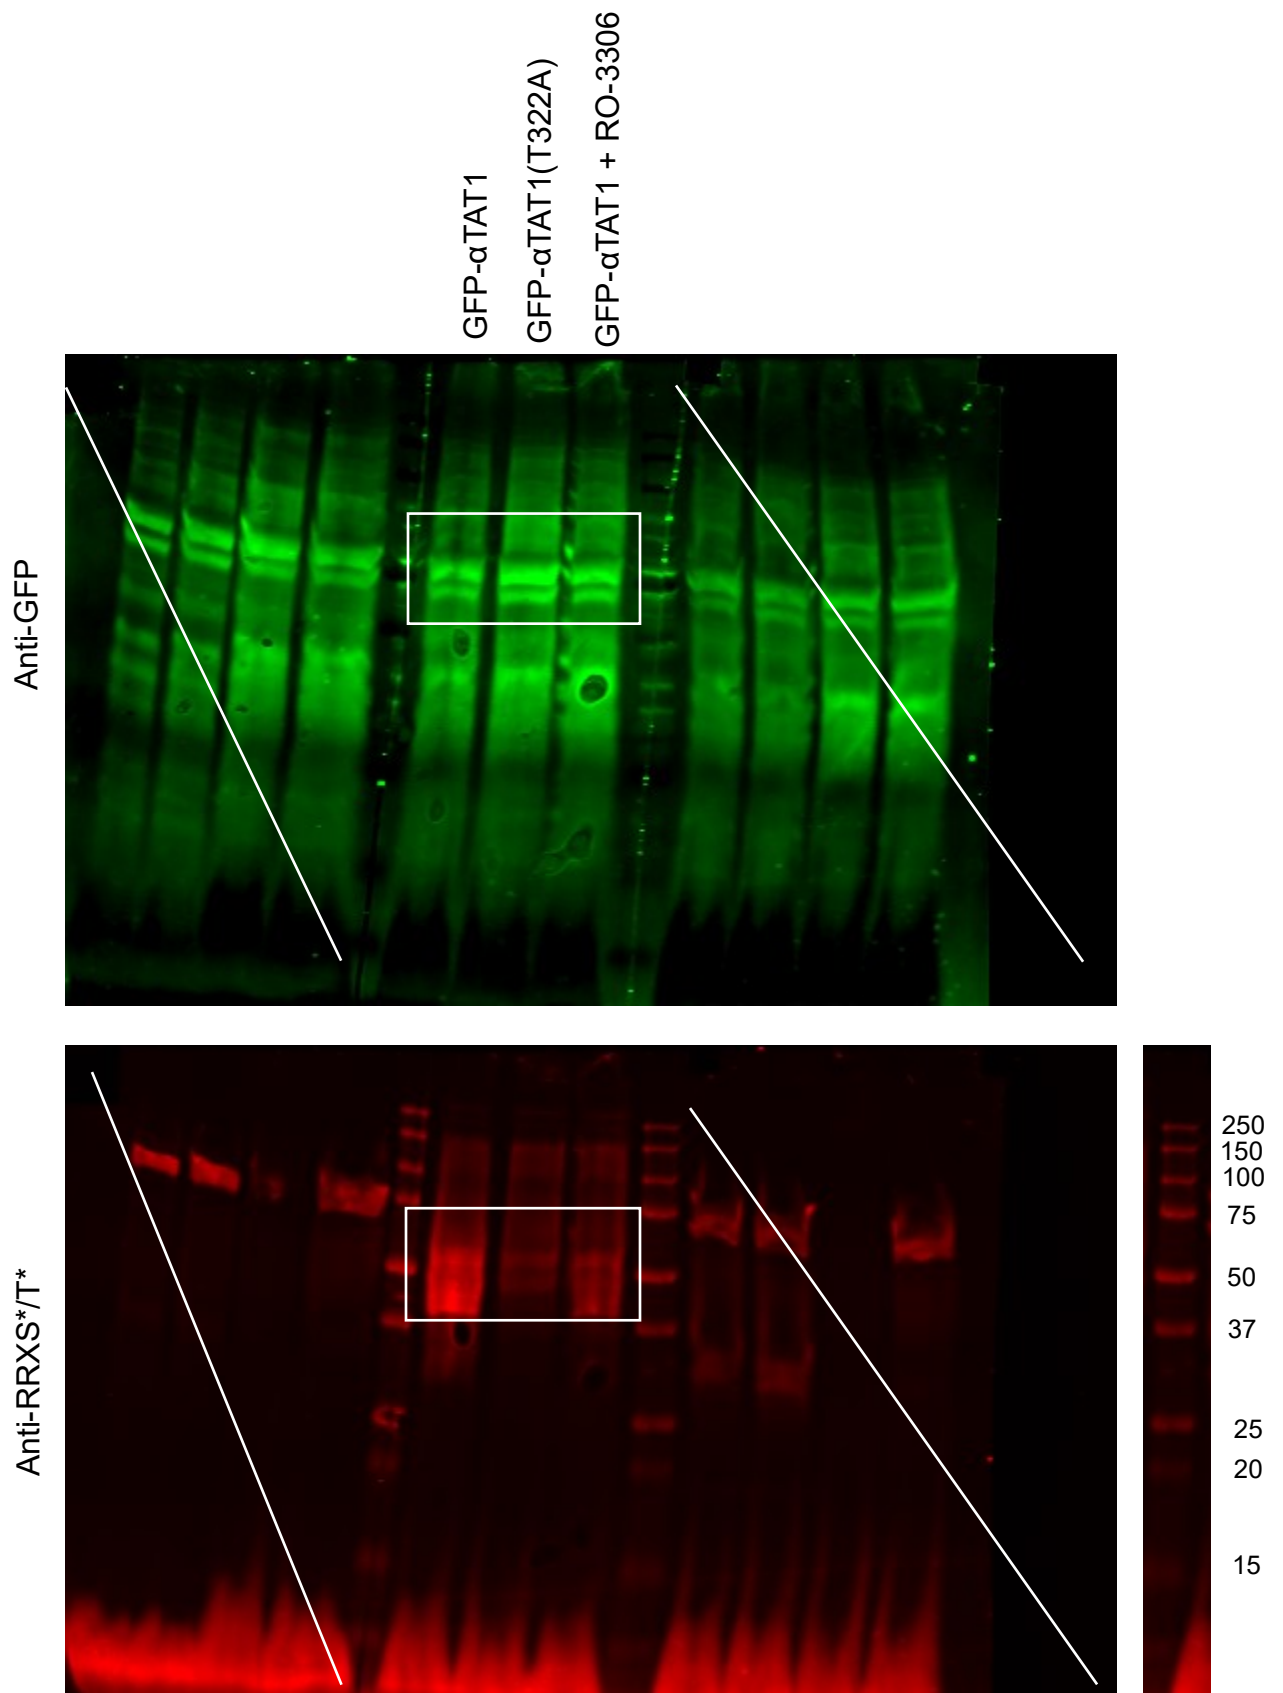 GFP-αTAT1
GFP-αTAT1(T322A)
GFP-αTAT1 + RO-3306
Anti-GFP
Anti-RRXS*/T*
250
150
100
75
50
37
25
20
15